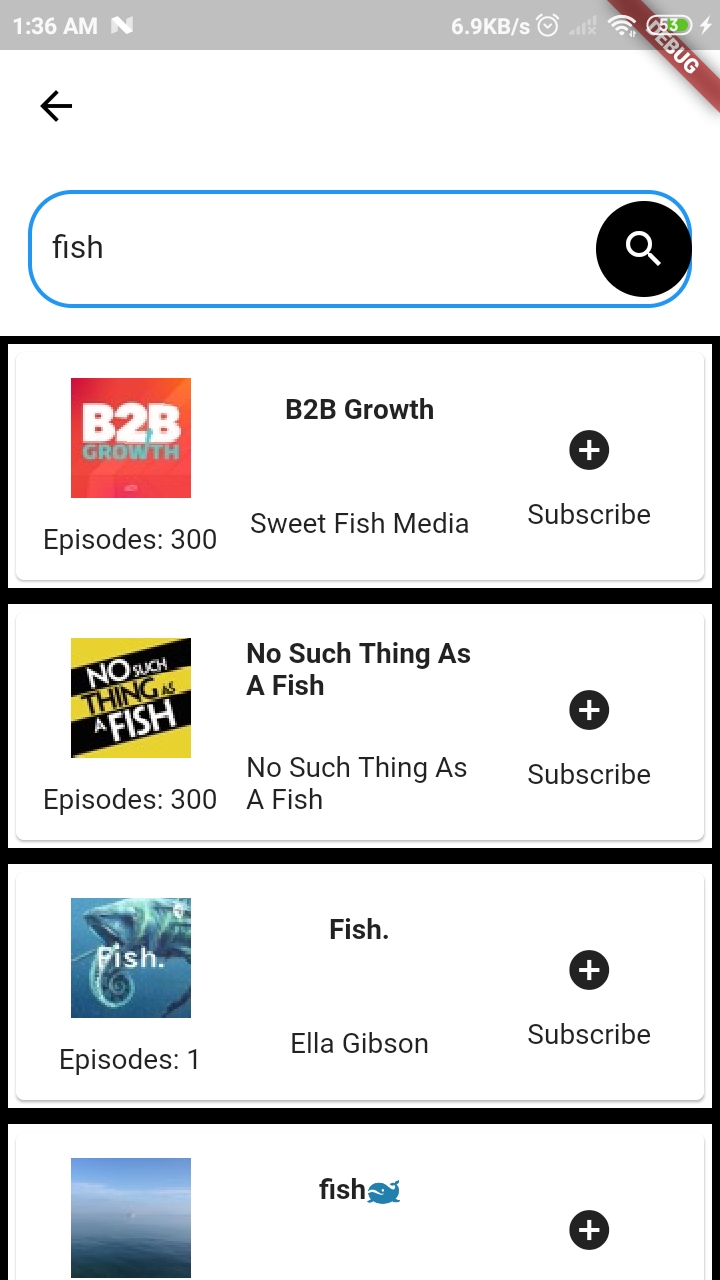 1:36 AM
6.9KB/s
53
DEBUG
fish
B2B
GROWTH
B2B Growth
Sweet Fish Media
Episodes: 300
Subscribe
NO SUCH
THING AS
A FISH
No Such Thing As
A Fish
No Such Thing As
A Fish
Episodes: 300
Subscribe
Fish.
Fish.
Ella Gibson
Episodes: 1
Subscribe
fish🐳